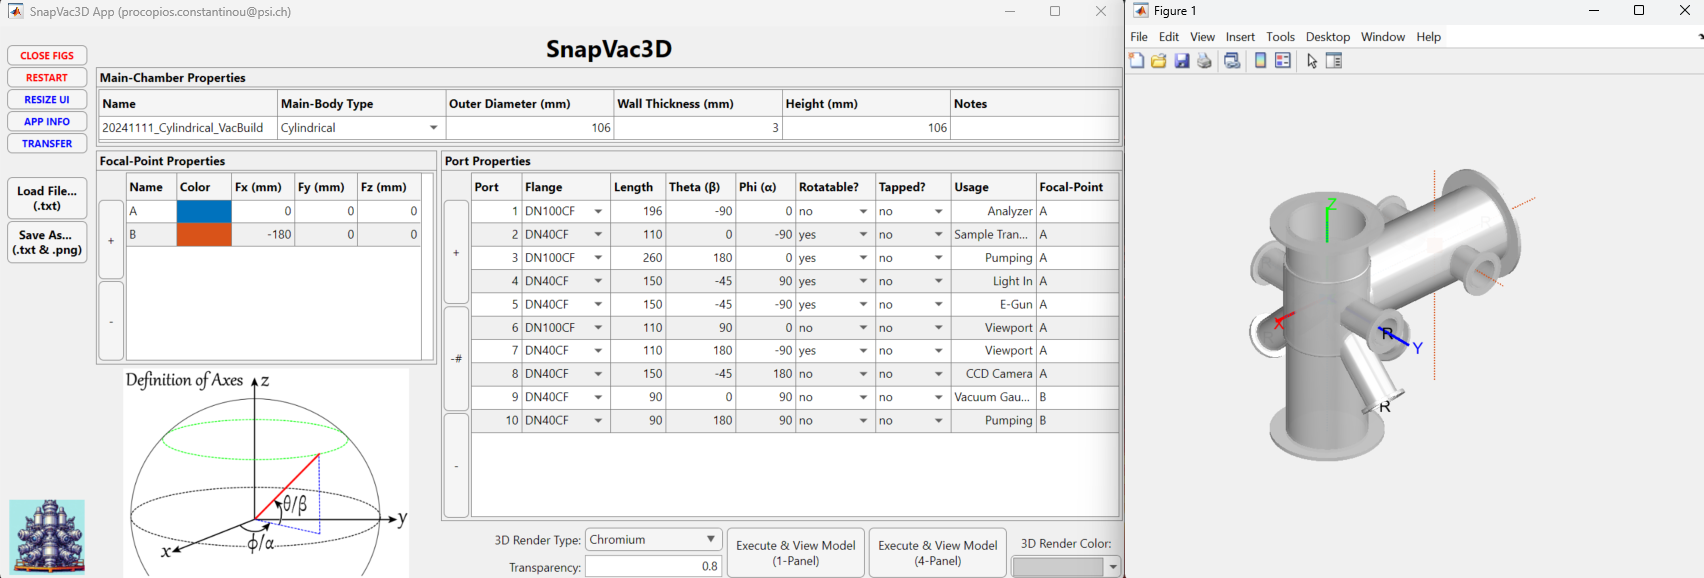 SnapVac3D App (procopios.constantinou@psi.ch)
SnapVac3D
CLOSE FIGS
RESTART
RESIZE UI
APP INFO
TRANSFER
Load File...
(.txt)
Save As...
(.txt & .png)
Main-Chamber Properties
Name Main-Body Type Outer Diameter (mm) Wall Thickness (mm) Height (mm) Notes
20241111_Cylindrical_VacBuild Cylindrical 106 3 106
Focal-Point Properties
Name Color Fx (mm) Fy (mm) Fz (mm)
A 0 0 0
B -180 0 0
+
-
Definition of Axes
z
y
x
θ/β
ϕ/α
Port Properties
Port Flange Length Theta (β) Phi (α) Rotatable? Tapped? Usage Focal-Point
1 DN100CF 196 -90 0 no no Analyzer A
2 DN40CF 110 0 -90 yes no Sample Tran... A
3 DN100CF 260 180 0 yes no Pumping A
4 DN40CF 150 -45 90 yes no Light In A
5 DN40CF 150 -45 -90 yes no E-Gun A
6 DN100CF 110 90 0 no no Viewport A
7 DN40CF 110 180 -90 yes no Viewport A
8 DN40CF 150 -45 180 no no CCD Camera A
9 DN40CF 90 0 90 no no Vacuum Gau... B
10 DN40CF 90 180 90 no no Pumping B
+
-#
-
3D Render Type: Chromium
Transparency: 0.8
Execute & View Model
(1-Panel)
Execute & View Model
(4-Panel)
3D Render Color:
Figure 1
File Edit View Insert Tools Desktop Window Help
Z
X
R
Y
R